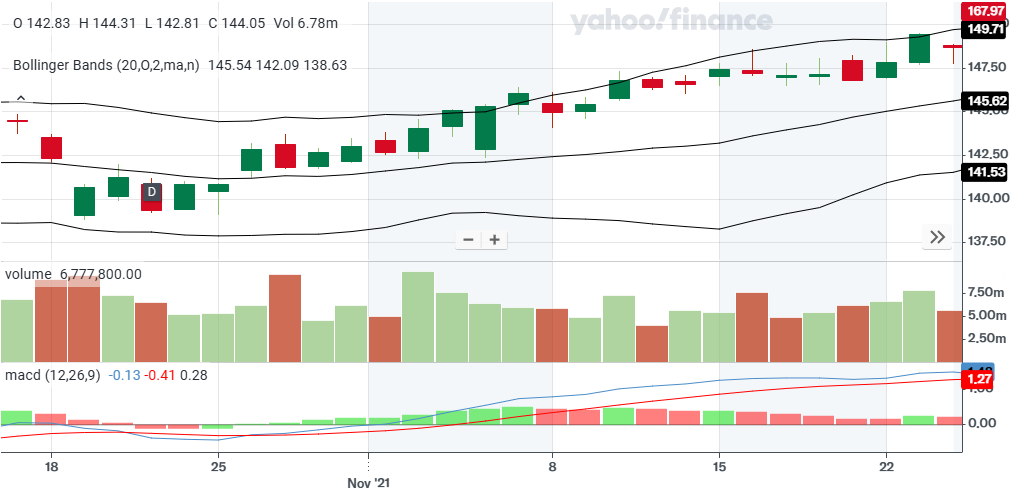 O 142.83 H 144.31 L 142.81 C 144.05 Vol 6.78m
yahoo!finance
167.97
149.71
Bollinger Bands (20,O,2,ma,n) 145.54 142.09 138.63
147.50
145.62
142.50
141.53
D
140.00
137.50
volume 6,777,800.00
7.50m
5.00m
2.50m
macd (12,26,9) -0.13 -0.41 0.28
1.27
0.00
18 25 8 15 22
Nov '21